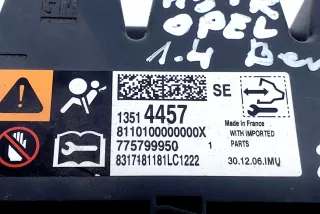 GM
OPEL
1.4 Ben
SE
1351 4457
8110100000000X
775799950 1
8317181181LC1222
Made in France
WITH IMPORTED
PARTS
30.12.06.IMU